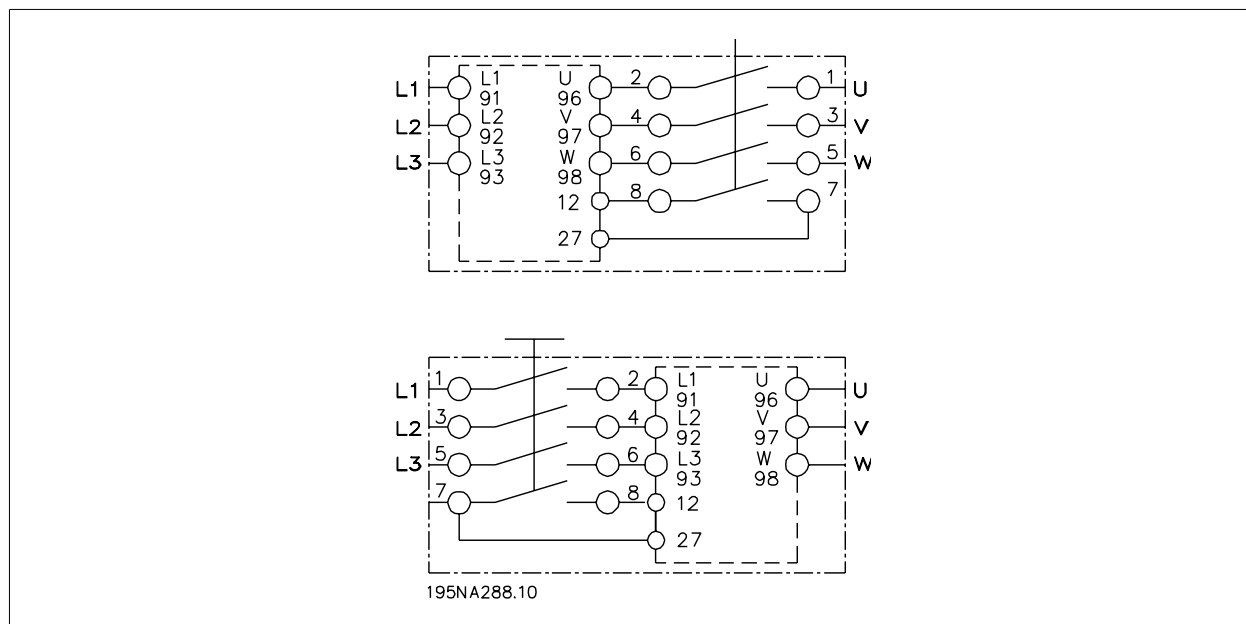 L1 L1 U 2 1 U
91 96
L2 L2 V 4 3 V
92 97
L3 L3 W 6 5 W
93 98
12 8 7
27
L1 1 2 L1 U U
91 96
L2 3 4 L2 V V
92 97
L3 5 6 L3 W W
93 98
7 8 12
27
195NA288.10